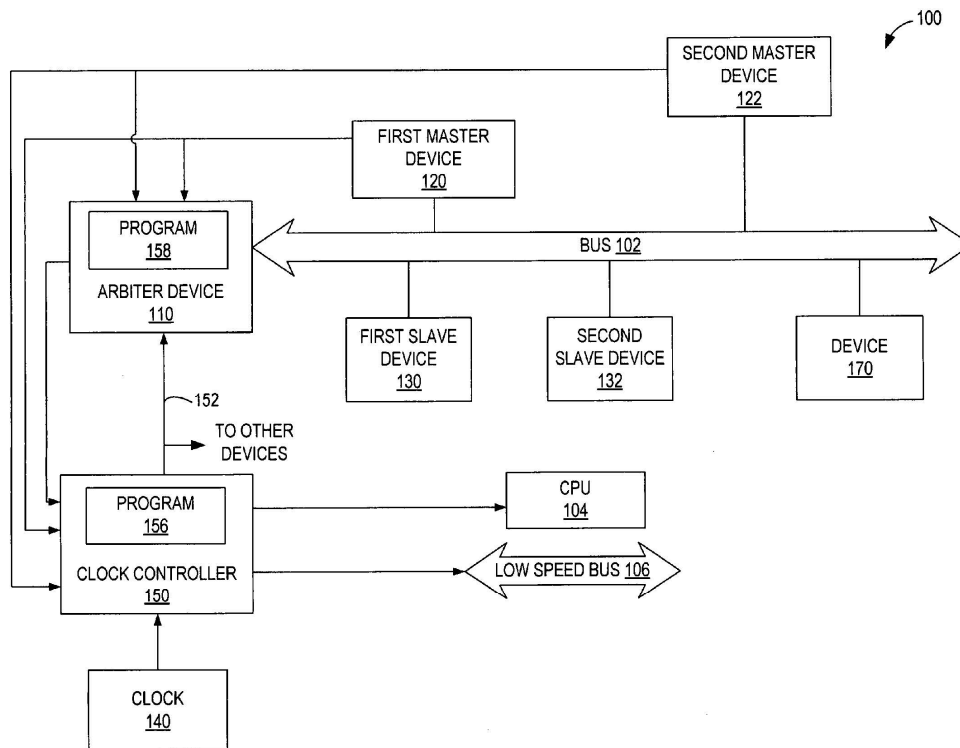 100
SECOND MASTER
DEVICE
122
FIRST MASTER
DEVICE
120
PROGRAM
158
ARBITER DEVICE
110
BUS 102
FIRST SLAVE
DEVICE
130
SECOND
SLAVE DEVICE
132
DEVICE
170
152
TO OTHER
DEVICES
PROGRAM
156
CLOCK CONTROLLER
150
CPU
104
LOW SPEED BUS 106
CLOCK
140